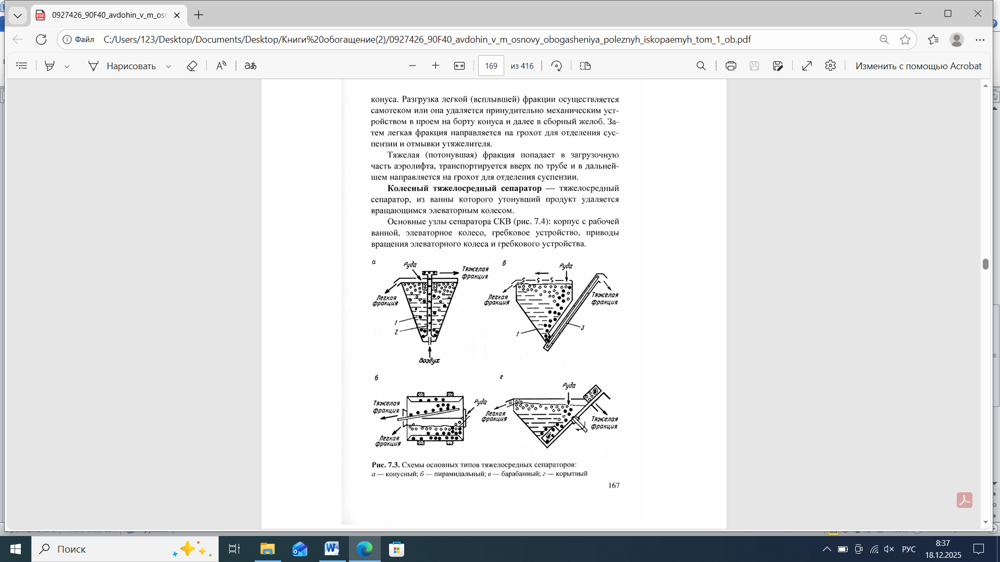 0927426_90F40_avdohin_v_m_osn
Файл
C:/Users/123/Desktop/Documents/Desktop/Книги%20обогащение(2)/0927426_90F40_avdohin_v_m_osnovy_obogasheniya_poleznyh_iskopaemyh_tom_1_ob.pdf
Нарисовать
169 из 416
Изменить с помощью Acrobat
конуса. Разгрузка легкой (всплывшей) фракции осуществляется
самотеком или она удаляется принудительно механическим уст-
ройством в проем на борту конуса и далее в сборный желоб. За-
тем легкая фракция направляется на грохот для отделения сус-
пензии и отмывки утяжелителя.
Тяжелая (потонувшая) фракция попадает в загрузочную
часть аэролифта, транспортируется вверх по трубе и в дальней-
шем направляется на грохот для отделения суспензии.
Колесный тяжелосредный сепаратор — тяжелосредный
сепаратор, из ванны которого утонувший продукт удаляется
вращающимся элеваторным колесом.
Основные узлы сепаратора СКВ (рис. 7.4): корпус с рабочей
ванной, элеваторное колесо, гребковое устройство, приводы
вращения элеваторного колеса и гребкового устройства.
а
Руда
Тяжелая
фракция
Легкая
фракция
1
2
Воздух
б
Руда
Легкая
фракция
Тяжелая
фракция
1
3
в
Тяжелая
фракция
Руда
Легкая
фракция
г
Руда
Легкая
фракция
Тяжелая
фракция
Рис. 7.3. Схемы основных типов тяжелосредных сепараторов:
а — конусный; б — пирамидальный; в — барабанный; г — корытный
167
Поиск
РУС
8:37
18.12.2025